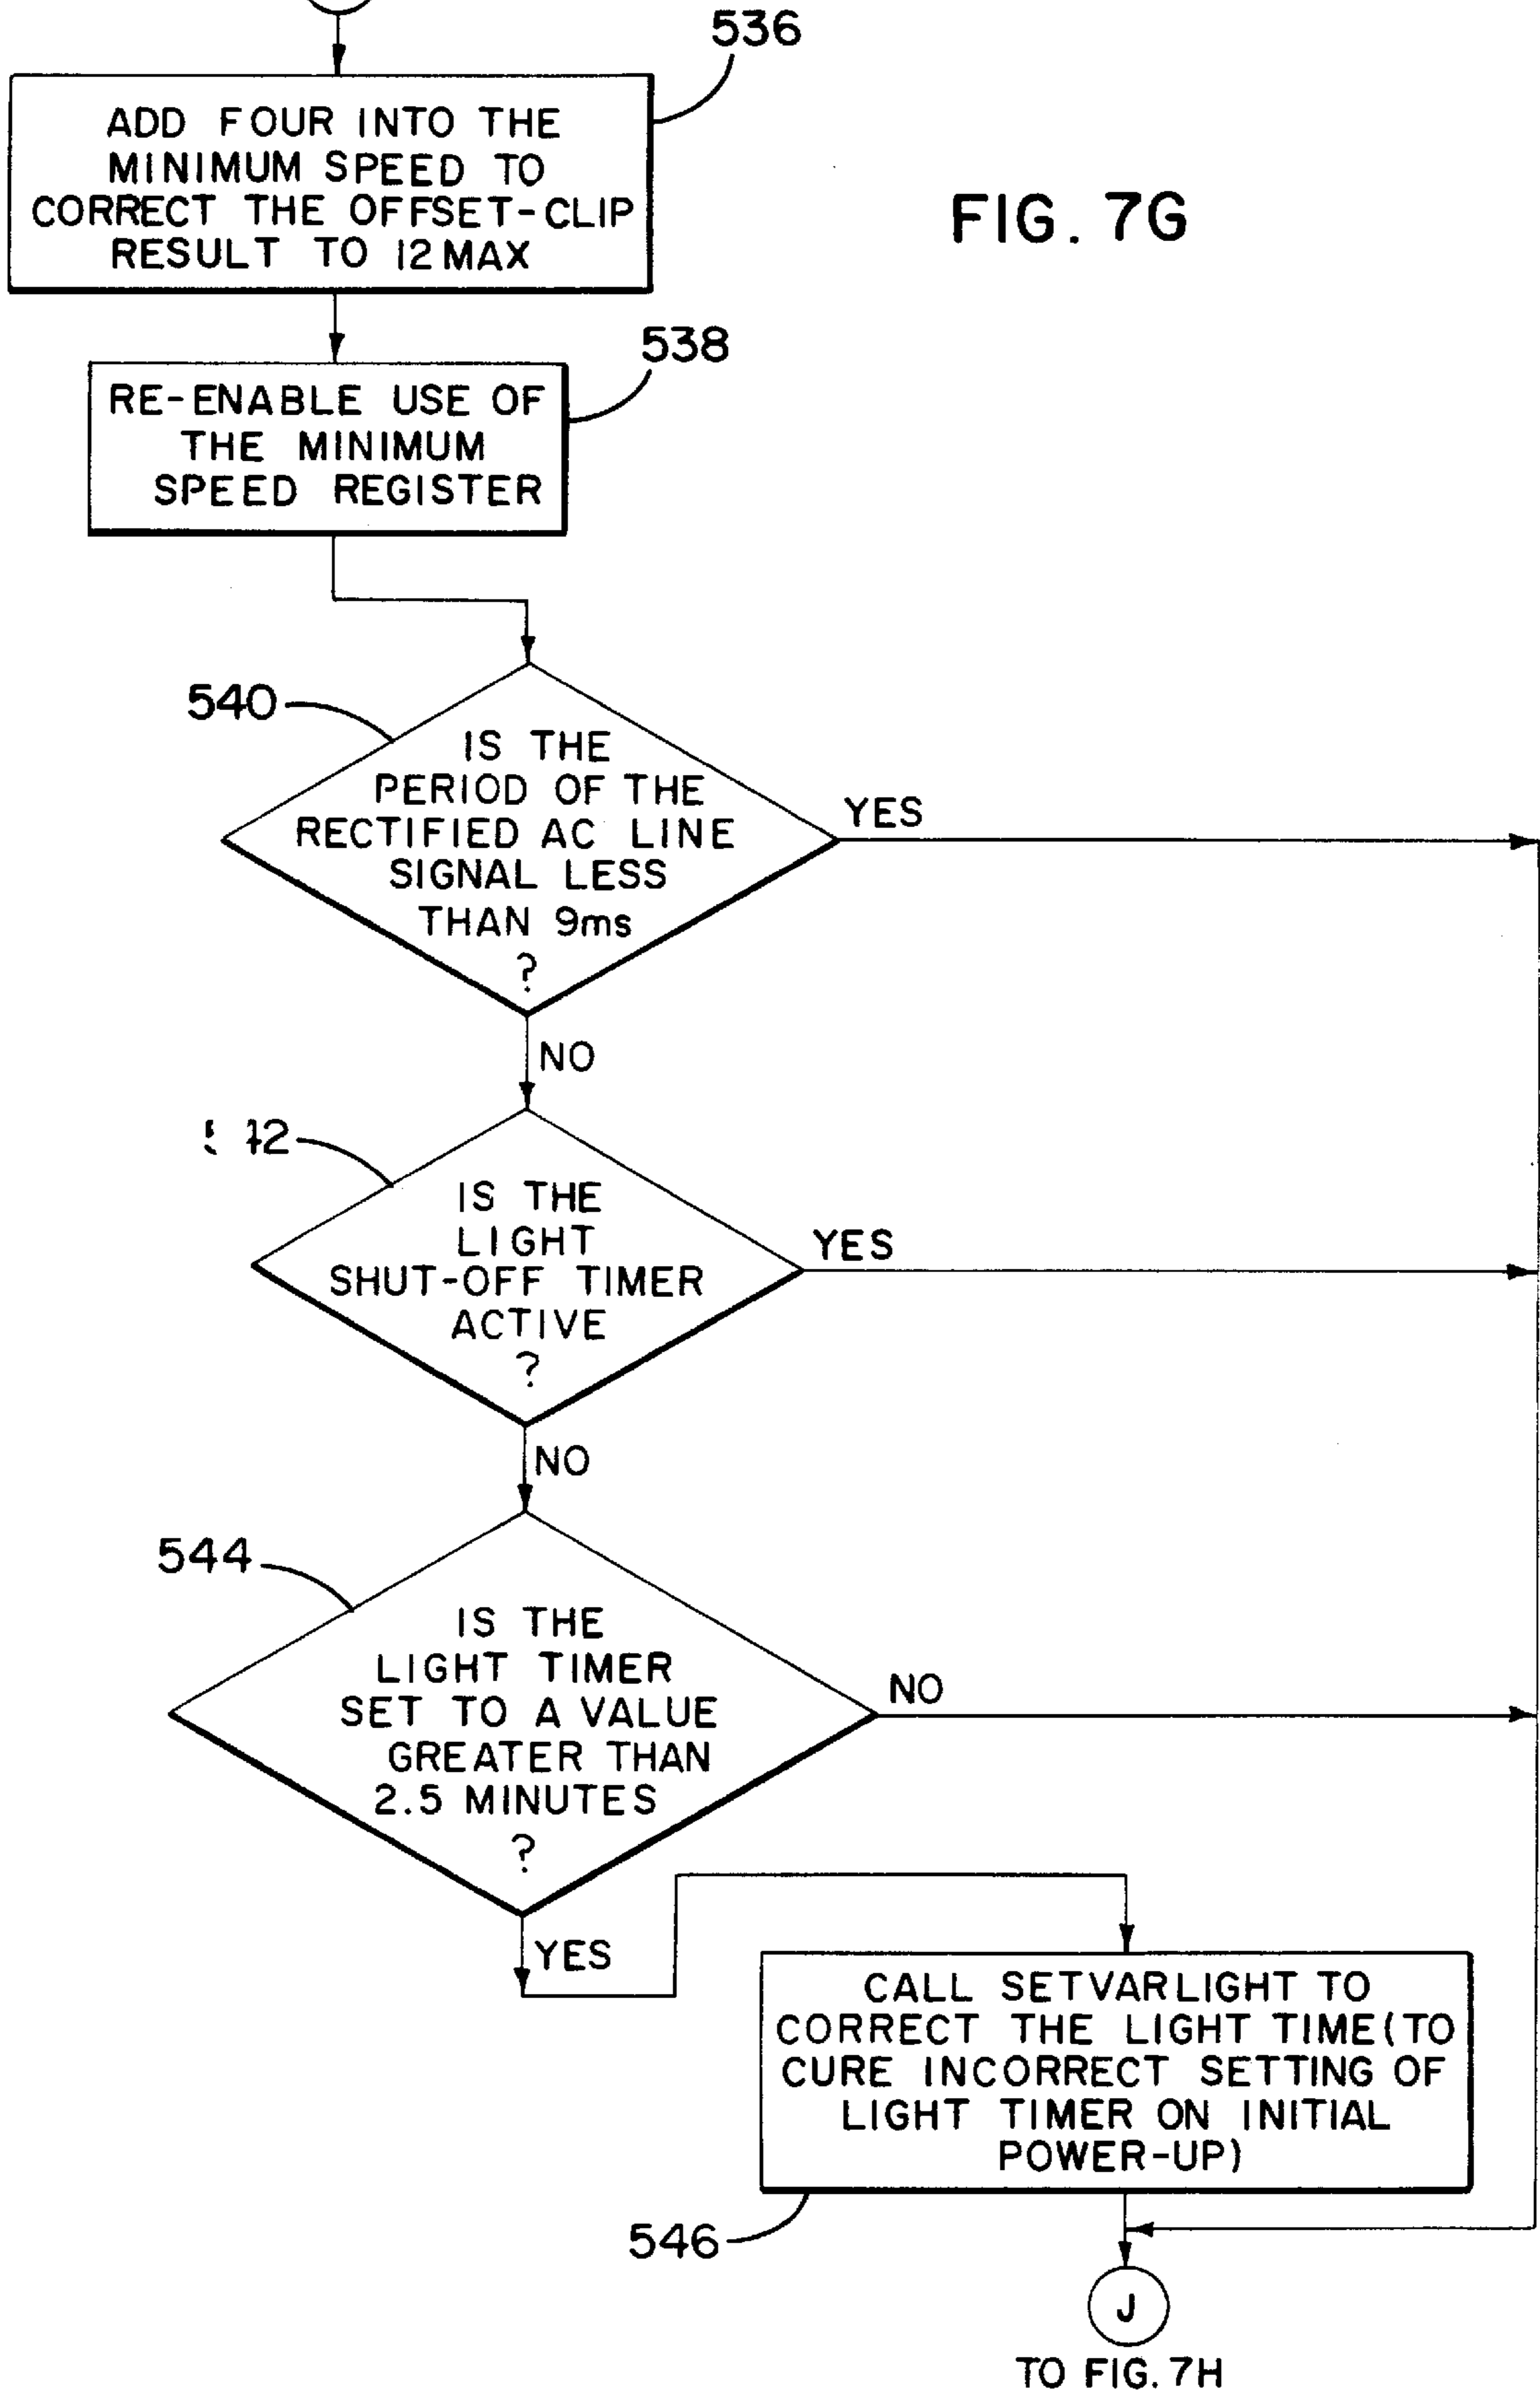 536
ADD FOUR INTO THE
MINIMUM SPEED TO
CORRECT THE OFFSET-CLIP
RESULT TO 12 MAX
FIG. 7G
538
RE-ENABLE USE OF
THE MINIMUM
SPEED REGISTER
540
IS THE
PERIOD OF THE
RECTIFIED AC LINE
SIGNAL LESS
THAN 9ms
?
YES
NO
IS THE
LIGHT
SHUT-OFF TIMER
ACTIVE
?
YES
NO
544
IS THE
LIGHT TIMER
SET TO A VALUE
GREATER THAN
2.5 MINUTES
?
NO
YES
CALL SETVARLIGHT TO
CORRECT THE LIGHT TIME(TO
CURE INCORRECT SETTING OF
LIGHT TIMER ON INITIAL
POWER-UP)
546
J
TO FIG. 7H